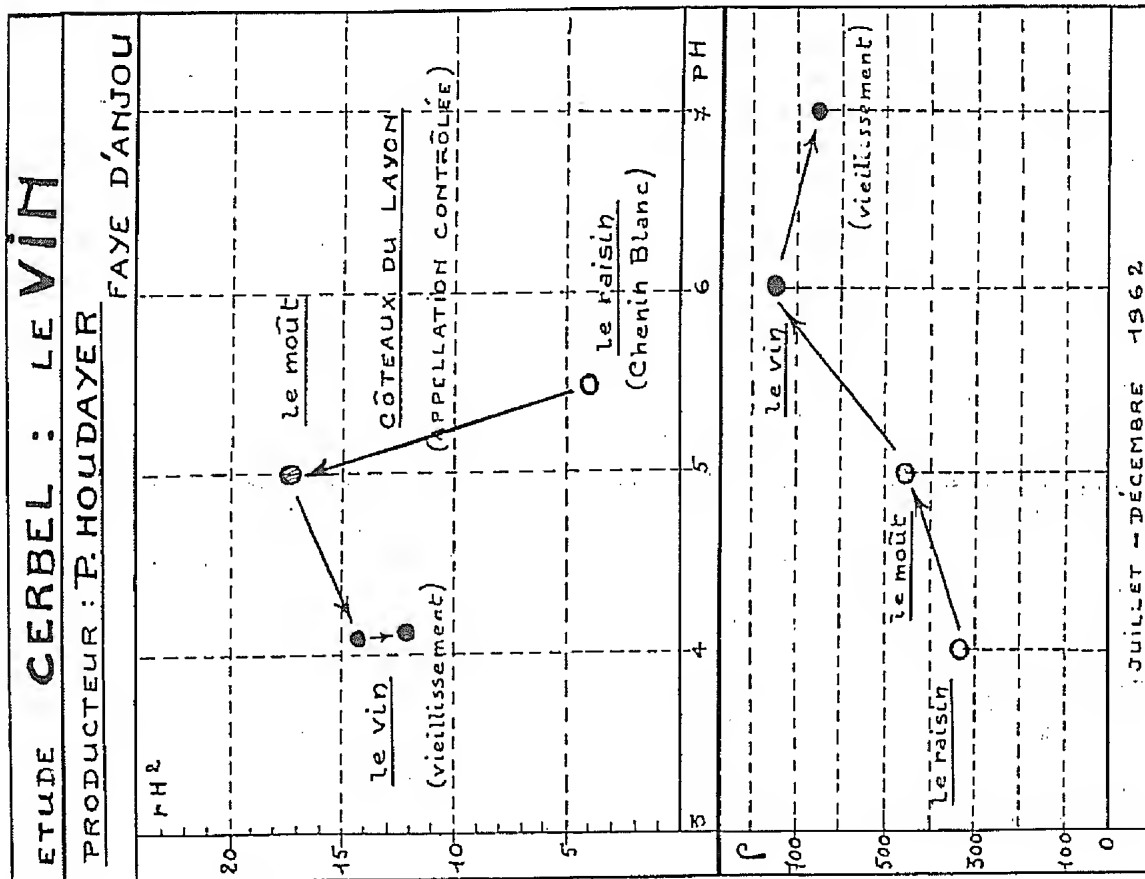 ETUDE CERBEL : LE VIN
PRODUCTEUR : P. HOUDAYER
FAYE D'ANJOU
rH²
20
15
10
5
le moût
CÔTEAUX DU LAYON
(APPELLATION CONTRÔLÉE)
le vin
(vieillissement)
le raisin
(Chenin Blanc)
3
4
5
6
7
PH
ρ
700
500
300
100
0
le raisin
le moût
le vin
(vieillissement)
JUILLET - DÉCEMBRE 1962